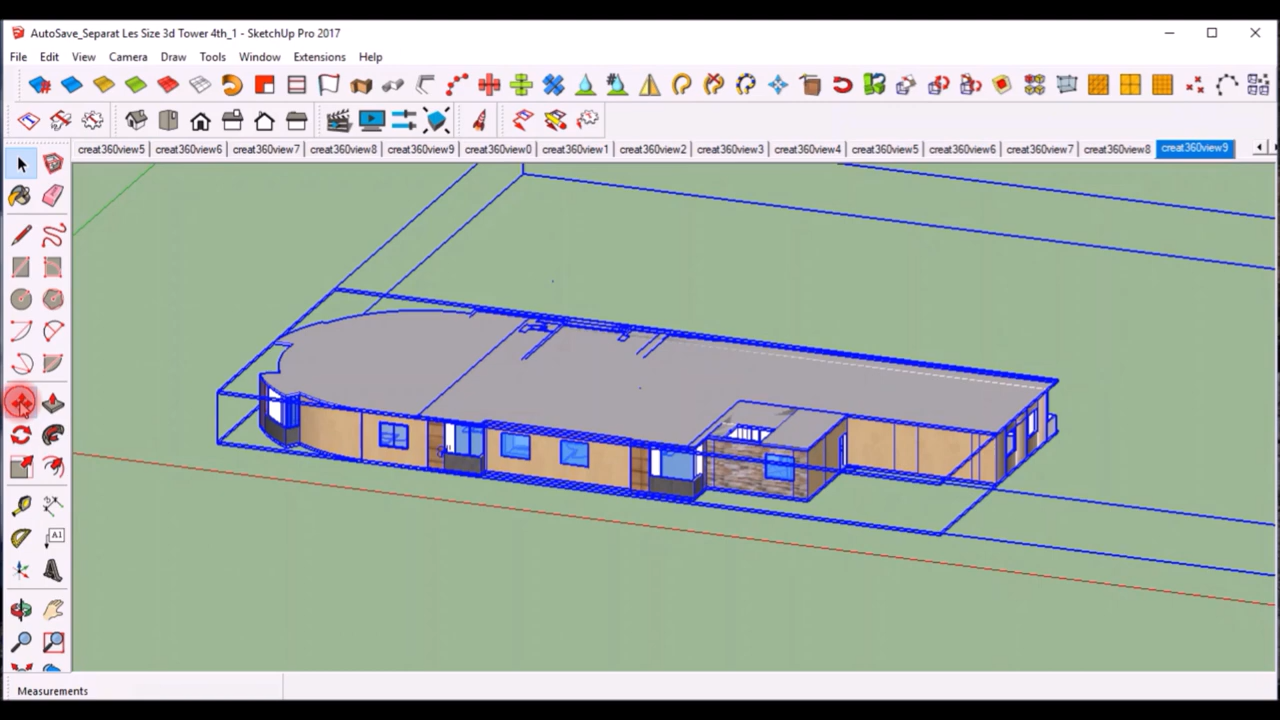 AutoSave_Separat Les Size 3d Tower 4th_1 - SketchUp Pro 2017
File Edit View Camera Draw Tools Window Extensions Help
creat360view5 creat360view6 creat360view7 creat360view8 creat360view9 creat360view0 creat360view1 creat360view2 creat360view3 creat360view4 creat360view5 creat360view6 creat360view7 creat360view8 creat360view9
A1
Measurements